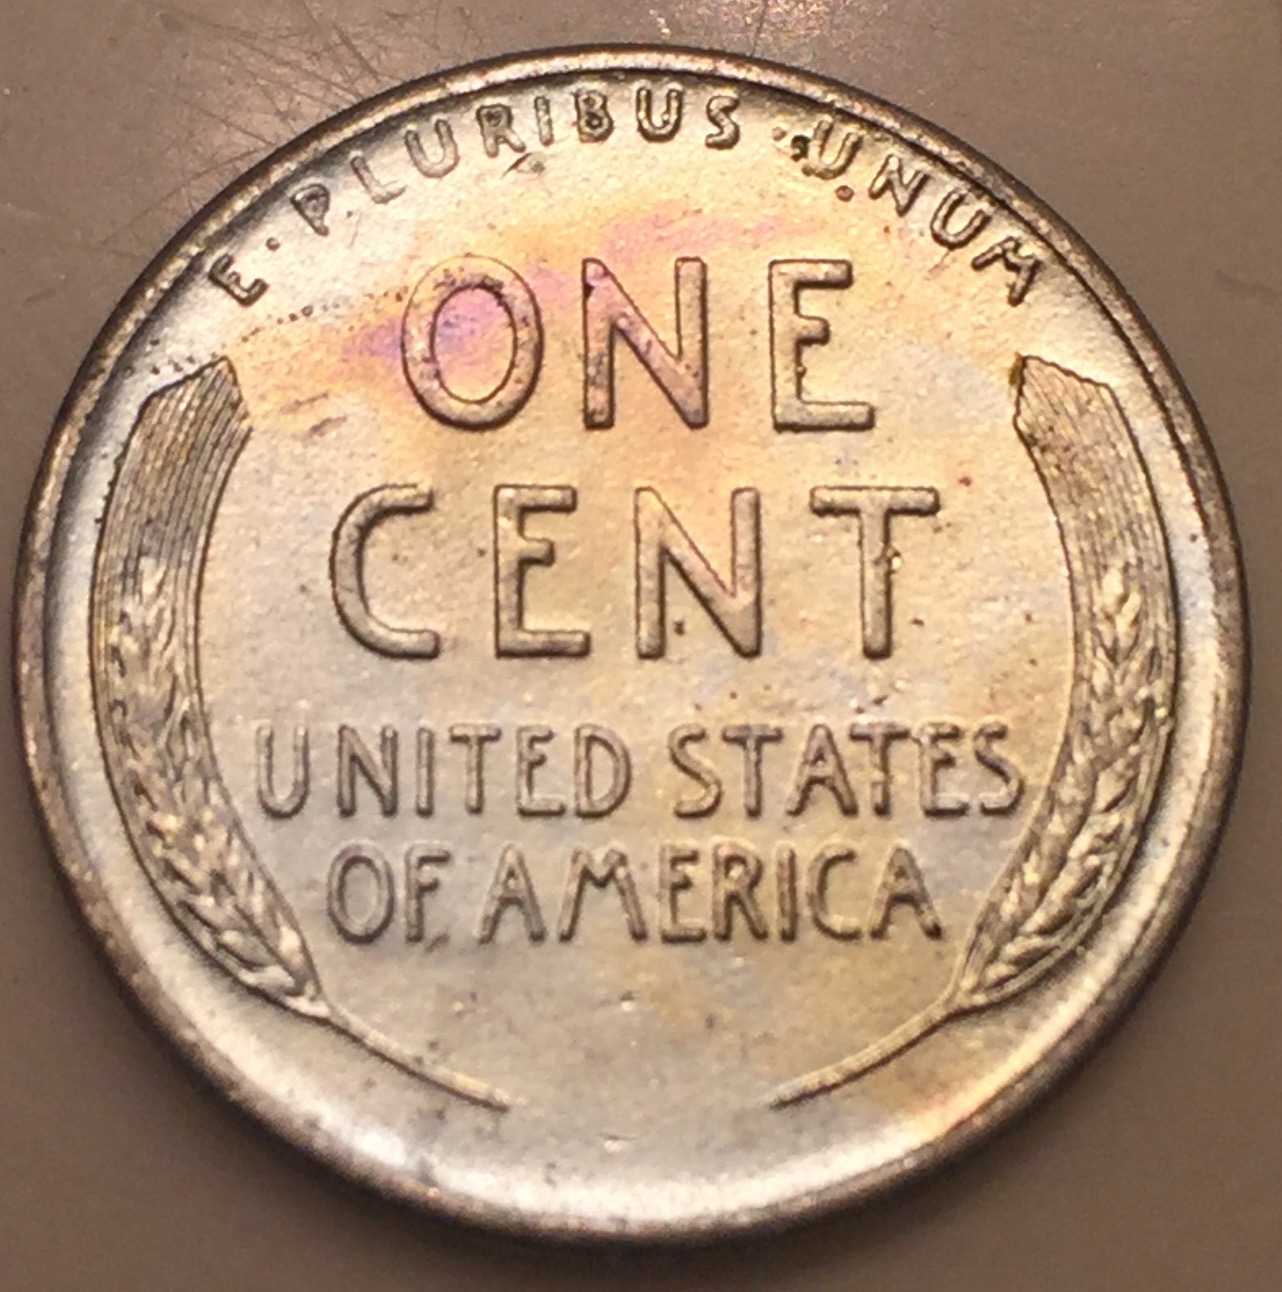 E·PLURIBUS·UNUM
ONE
CENT
UNITED STATES
OF AMERICA